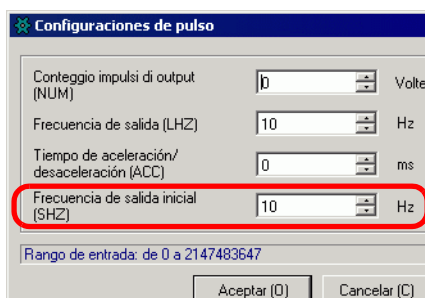 Configuraciones de pulso
Conteggio impulsi di output
(NUM)
0
Volte
Frecuencia de salida (LHZ)
10
Hz
Tiempo de aceleración/
desaceleración (ACC)
0
ms
Frecuencia de salida inicial
(SHZ)
10
Hz
Rango de entrada: de 0 a 2147483647
Aceptar (O)
Cancelar (C)